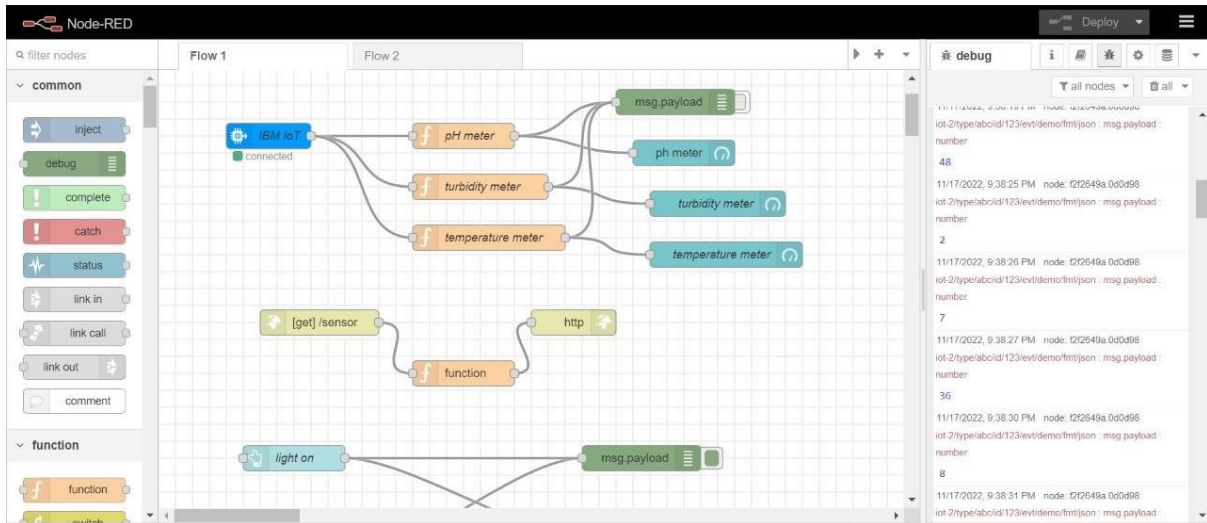 Node-RED
Deploy
filter nodes
common
inject
debug
complete
catch
status
link in
link call
link out
comment
function
function
switch
Flow 1
Flow 2
IBM IoT
connected
pH meter
turbidity meter
temperature meter
msg.payload
ph meter
turbidity meter
temperature meter
[get] /sensor
function
http
light on
msg.payload
debug
i
all nodes
all
iot-2/type/abc/id/123/evt/demo/fmt/json : msg.payload :
number
48
11/17/2022, 9:38:25 PM node: f2f2649a.0d0d98
iot-2/type/abc/id/123/evt/demo/fmt/json : msg.payload :
number
2
11/17/2022, 9:38:26 PM node: f2f2649a.0d0d98
iot-2/type/abc/id/123/evt/demo/fmt/json : msg.payload :
number
7
11/17/2022, 9:38:27 PM node: f2f2649a.0d0d98
iot-2/type/abc/id/123/evt/demo/fmt/json : msg.payload :
number
36
11/17/2022, 9:38:30 PM node: f2f2649a.0d0d98
iot-2/type/abc/id/123/evt/demo/fmt/json : msg.payload :
number
8
11/17/2022, 9:38:31 PM node: f2f2649a.0d0d98
iot-2/type/abc/id/123/evt/demo/fmt/json : msg.payload :